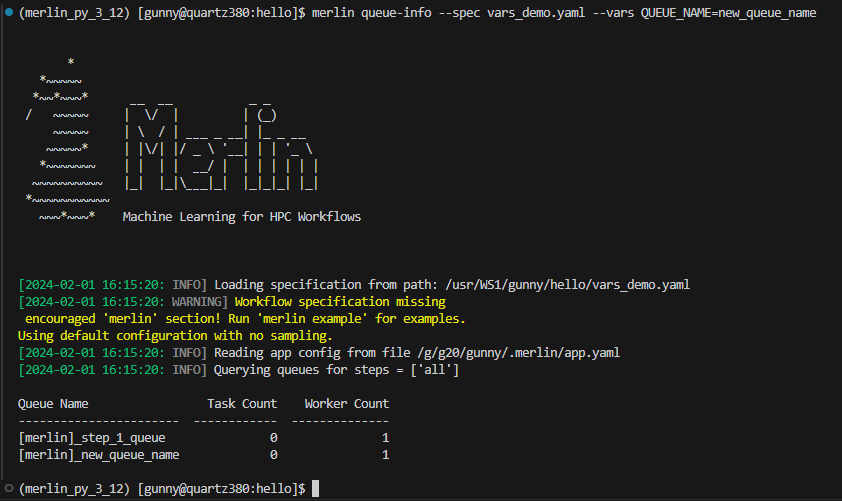 (merlin_py_3_12) [gunny@quartz380:hello]$ merlin queue-info --spec vars_demo.yaml --vars QUEUE_NAME=new_queue_name
Merlin
Machine Learning for HPC Workflows
[2024-02-01 16:15:20: INFO] Loading specification from path: /usr/WS1/gunny/hello/vars_demo.yaml
[2024-02-01 16:15:20: WARNING] Workflow specification missing
encouraged 'merlin' section! Run 'merlin example' for examples.
Using default configuration with no sampling.
[2024-02-01 16:15:20: INFO] Reading app config from file /g/g20/gunny/.merlin/app.yaml
[2024-02-01 16:15:20: INFO] Querying queues for steps = ['all']
Queue Name Task Count Worker Count
---------------------- ------------ --------------
[merlin]_step_1_queue 0 1
[merlin]_new_queue_name 0 1
(merlin_py_3_12) [gunny@quartz380:hello]$